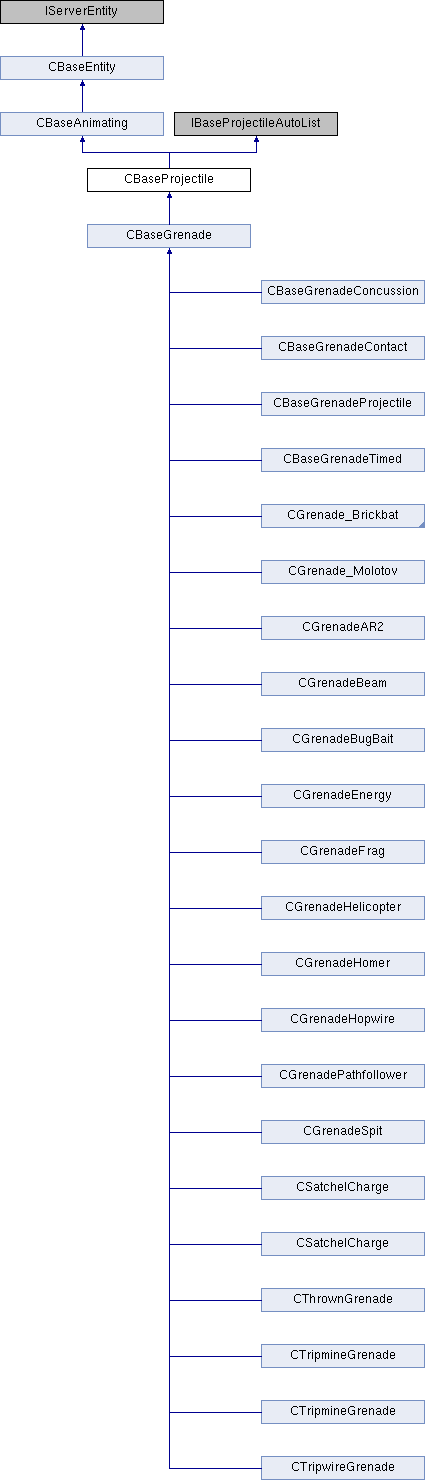 IServerEntity
CBaseEntity
CBaseAnimating
IBaseProjectileAutoList
CBaseProjectile
CBaseGrenade
CBaseGrenadeConcussion
CBaseGrenadeContact
CBaseGrenadeProjectile
CBaseGrenadeTimed
CGrenade_Brickbat
CGrenade_Molotov
CGrenadeAR2
CGrenadeBeam
CGrenadeBugBait
CGrenadeEnergy
CGrenadeFrag
CGrenadeHelicopter
CGrenadeHomer
CGrenadeHopwire
CGrenadePathfollower
CGrenadeSpit
CSatchelCharge
CSatchelCharge
CThrownGrenade
CTripmineGrenade
CTripmineGrenade
CTripwireGrenade